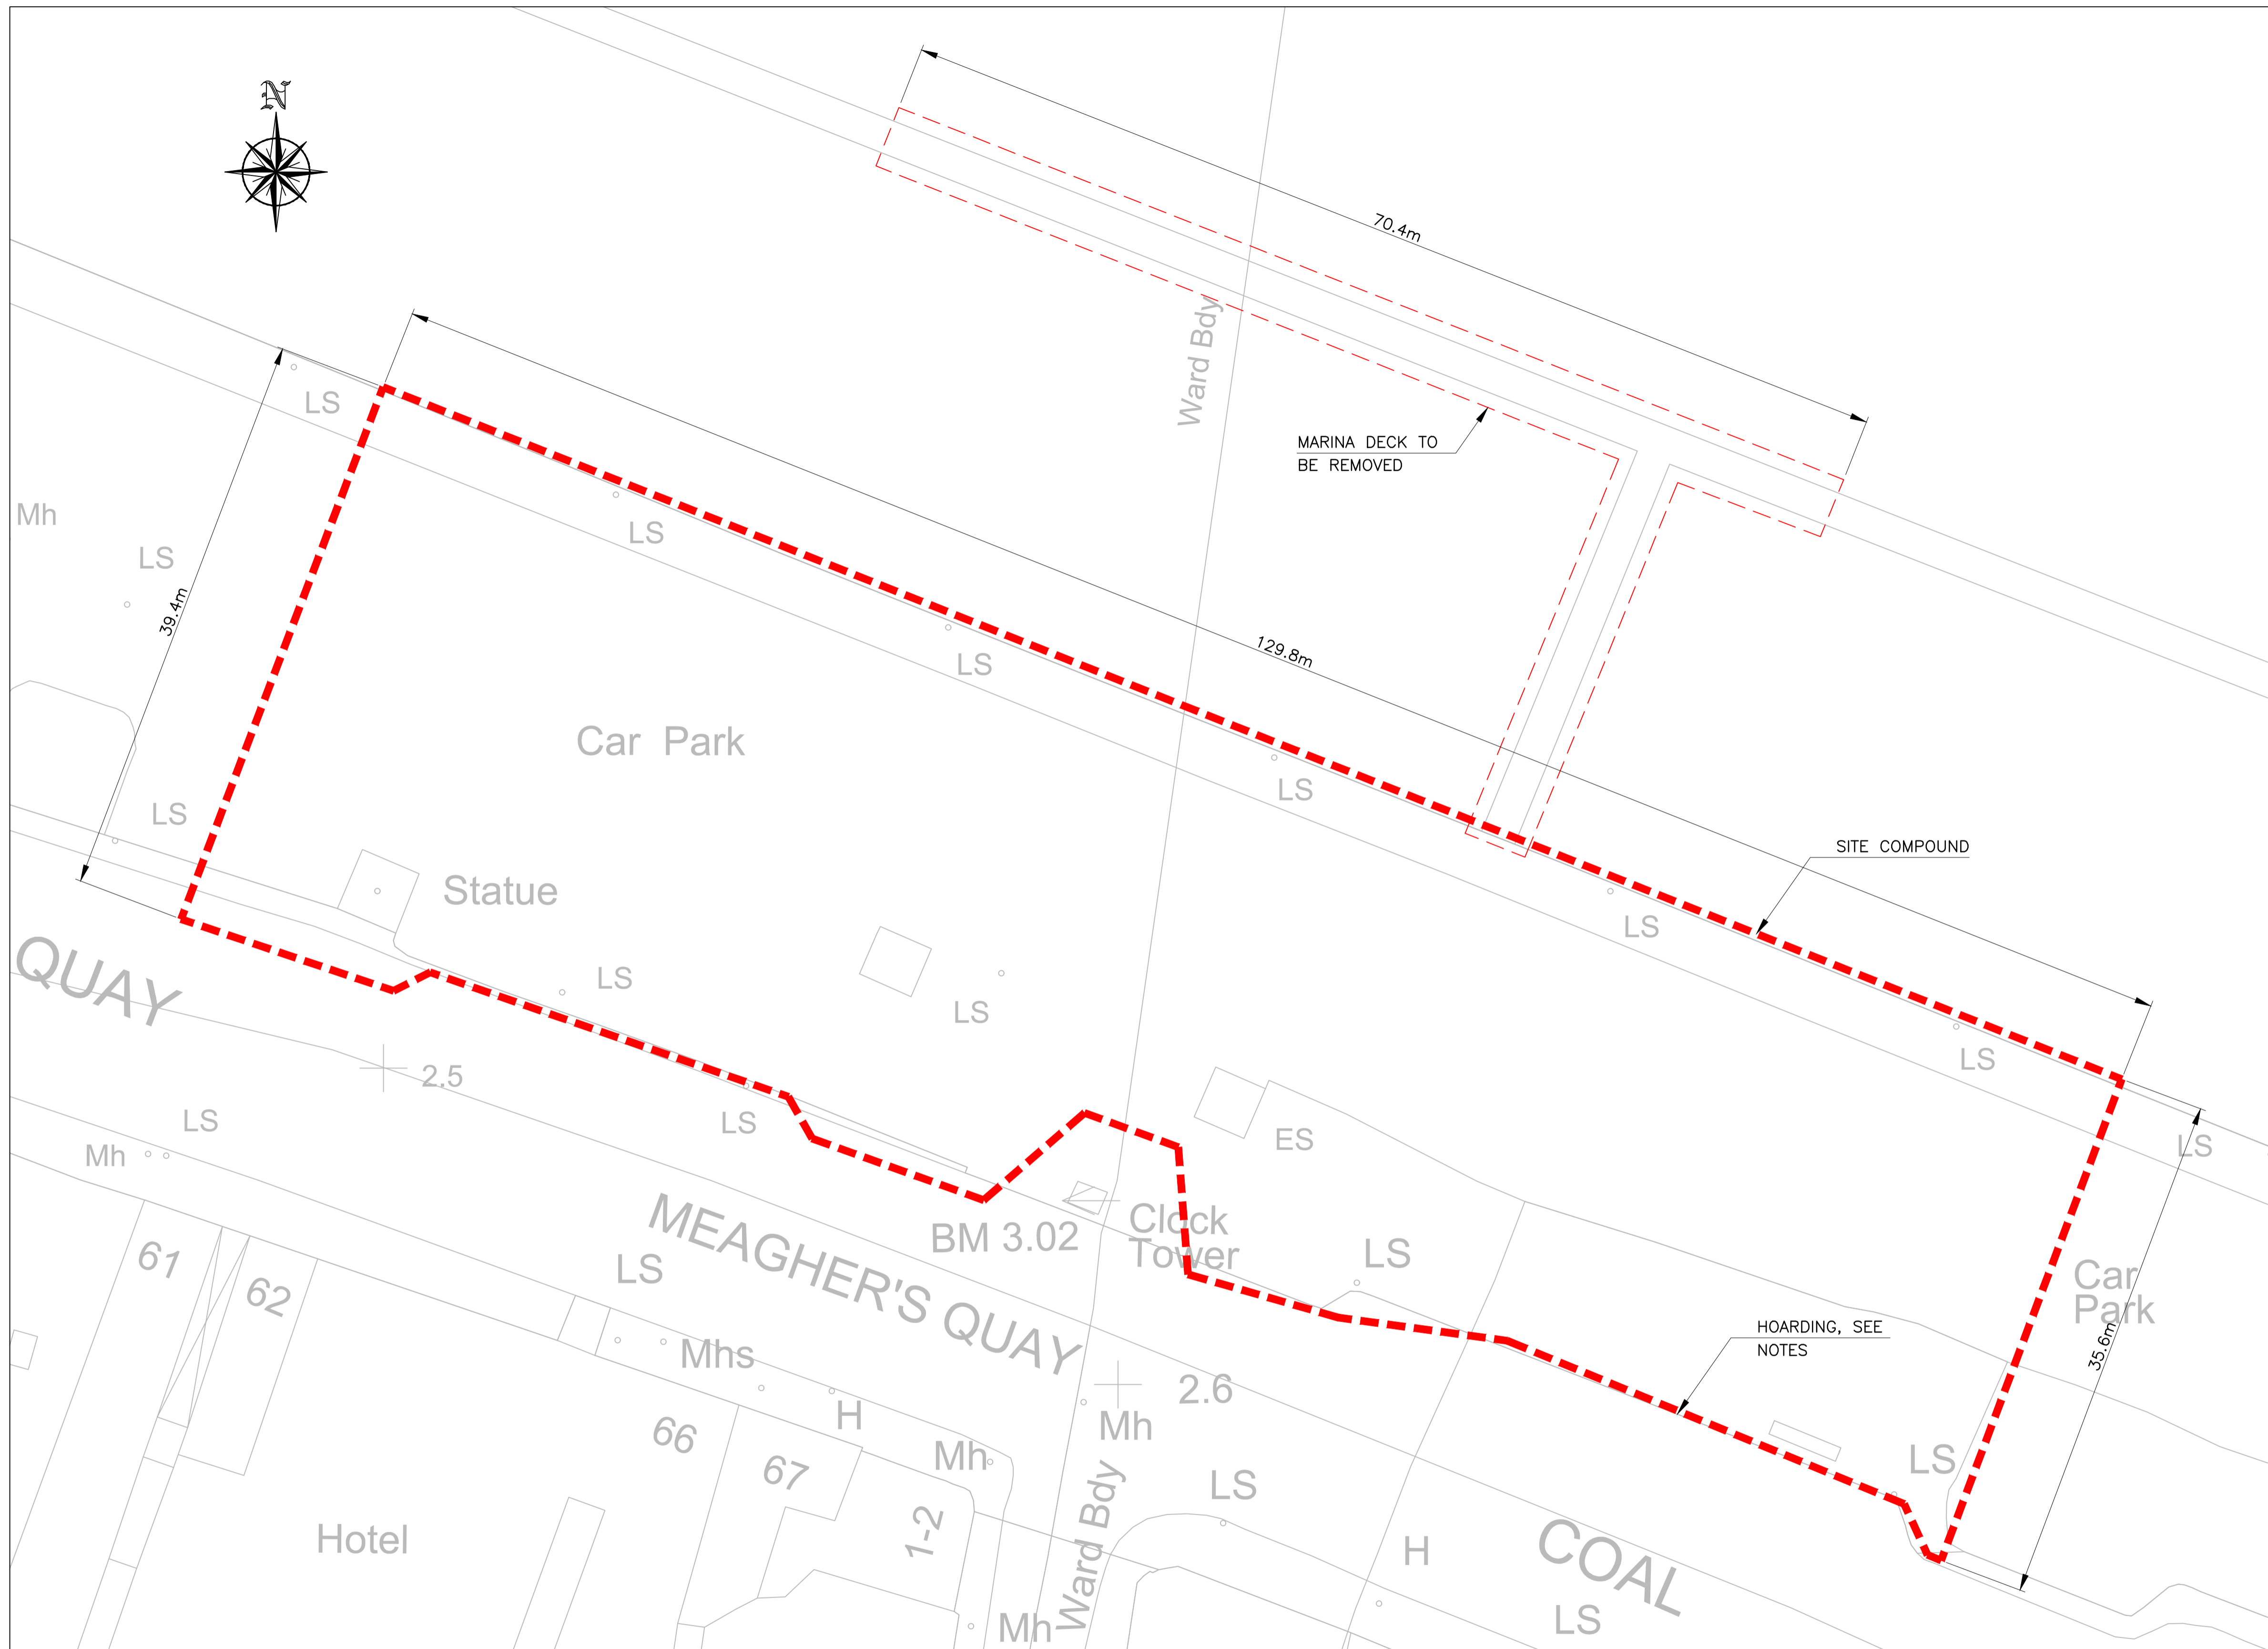 N
70.4m
Ward Bdy
LS
MARINA DECK TO
BE REMOVED
Mh
LS
LS
39.4m
129.8m
LS
Car Park
LS
LS
SITE COMPOUND
Statue
LS
QUAY
LS
LS
LS
2.5
LS
LS
ES
LS
Mh
Clock
Tower
BM 3.02
MEAGHER'S QUAY
LS
LS
61
62
Car
Park
HOARDING, SEE
NOTES
35.6m
Mhs
2.6
H
Mh
66
67
Mh
LS
LS
Ward Bdy
1-2
Hotel
H
COAL
Mh
LS